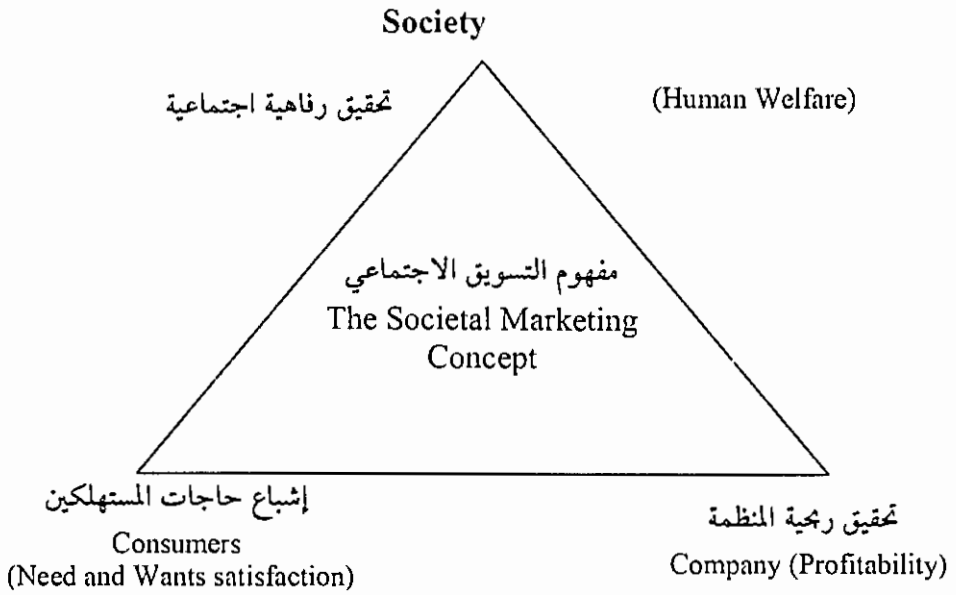 Society
تحقيق رفاهية اجتماعية
(Human Welfare)
مفهوم التسويق الاجتماعي
The Societal Marketing
Concept
إشباع حاجات المستهلكين
Consumers
(Need and Wants satisfaction)
تحقيق ربحية المنظمة
Company (Profitability)